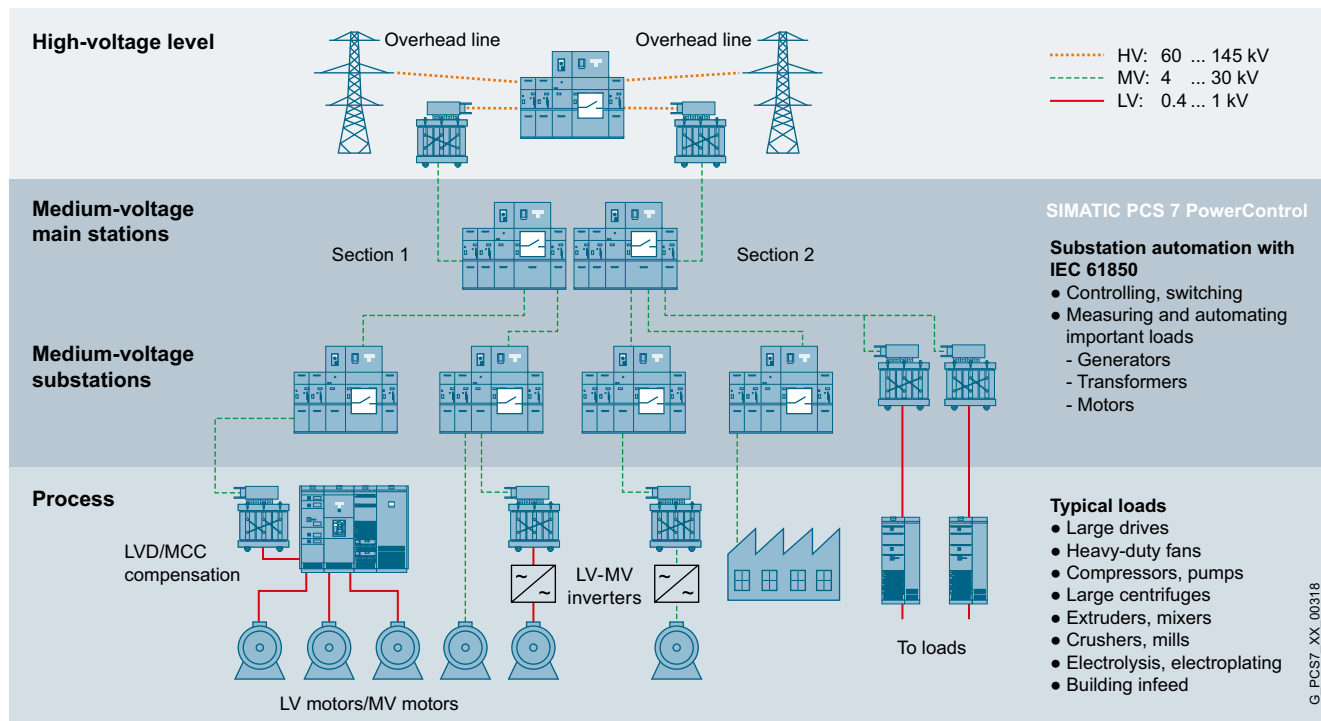 High-voltage level
Overhead line
Overhead line
HV: 60 ... 145 kV
MV: 4 ... 30 kV
LV: 0.4 ... 1 kV
Medium-voltage
main stations
Section 1
Section 2
SIMATIC PCS 7 PowerControl
Substation automation with
IEC 61850
● Controlling, switching
● Measuring and automating
important loads
- Generators
- Transformers
- Motors
Medium-voltage
substations
Process
LVD/MCC
compensation
LV-MV
inverters
LV motors/MV motors
To loads
Typical loads
● Large drives
● Heavy-duty fans
● Compressors, pumps
● Large centrifuges
● Extruders, mixers
● Crushers, mills
● Electrolysis, electroplating
● Building infeed
G_PCS7_XX_00318